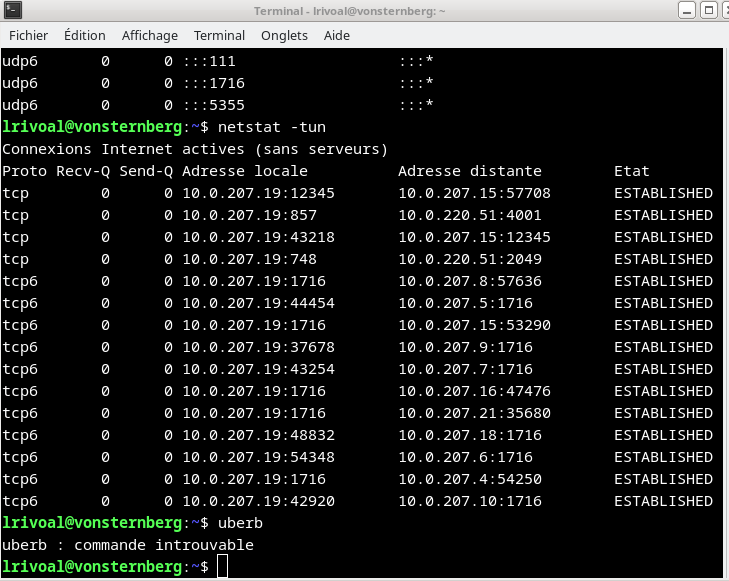 Terminal - lrivoal@vonsternberg: ~
Fichier Édition Affichage Terminal Onglets Aide
udp6 0 0 :::111 :::*
udp6 0 0 :::1716 :::*
udp6 0 0 :::5355 :::*
lrivoal@vonsternberg:~$ netstat -tun
Connexions Internet actives (sans serveurs)
Proto Recv-Q Send-Q Adresse locale Adresse distante Etat
tcp 0 0 10.0.207.19:12345 10.0.207.15:57708 ESTABLISHED
tcp 0 0 10.0.207.19:857 10.0.220.51:4001 ESTABLISHED
tcp 0 0 10.0.207.19:43218 10.0.207.15:12345 ESTABLISHED
tcp 0 0 10.0.207.19:748 10.0.220.51:2049 ESTABLISHED
tcp6 0 0 10.0.207.19:1716 10.0.207.8:57636 ESTABLISHED
tcp6 0 0 10.0.207.19:44454 10.0.207.5:1716 ESTABLISHED
tcp6 0 0 10.0.207.19:1716 10.0.207.15:53290 ESTABLISHED
tcp6 0 0 10.0.207.19:37678 10.0.207.9:1716 ESTABLISHED
tcp6 0 0 10.0.207.19:43254 10.0.207.7:1716 ESTABLISHED
tcp6 0 0 10.0.207.19:1716 10.0.207.16:47476 ESTABLISHED
tcp6 0 0 10.0.207.19:1716 10.0.207.21:35680 ESTABLISHED
tcp6 0 0 10.0.207.19:48832 10.0.207.18:1716 ESTABLISHED
tcp6 0 0 10.0.207.19:54348 10.0.207.6:1716 ESTABLISHED
tcp6 0 0 10.0.207.19:1716 10.0.207.4:54250 ESTABLISHED
tcp6 0 0 10.0.207.19:42920 10.0.207.10:1716 ESTABLISHED
lrivoal@vonsternberg:~$ uberb
uberb : commande introuvable
lrivoal@vonsternberg:~$